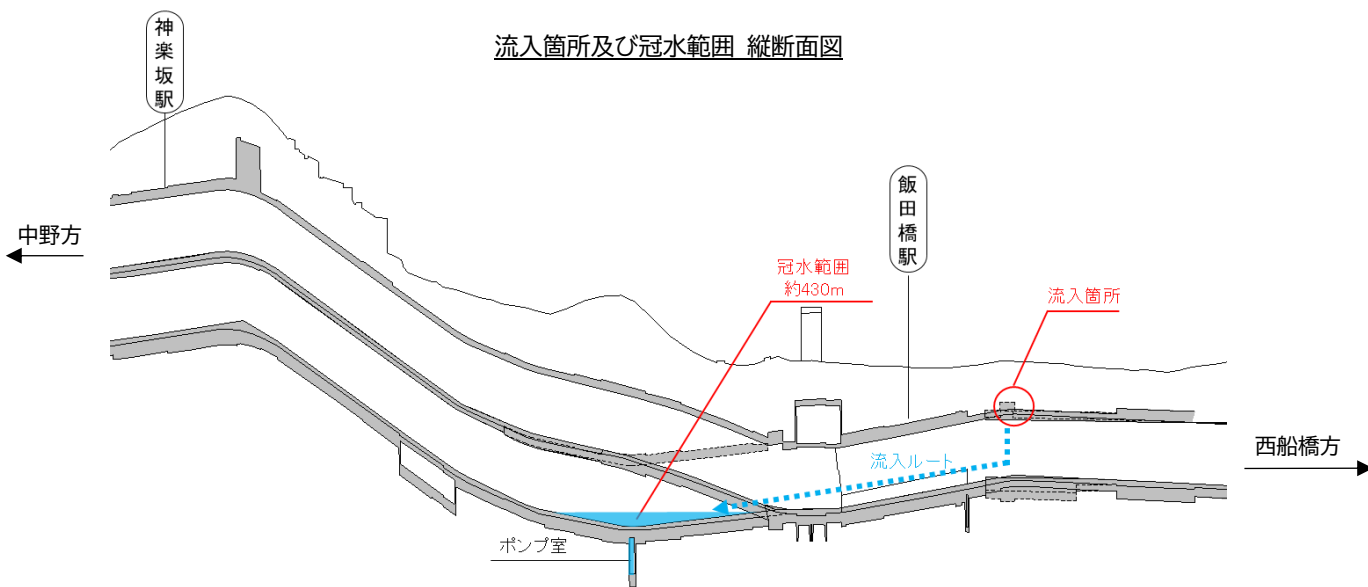 流入箇所及び冠水範囲 縦断面図
神楽坂駅
飯田橋駅
中野方
冠水範囲
約430m
流入箇所
流入ルート
西船橋方
ポンプ室